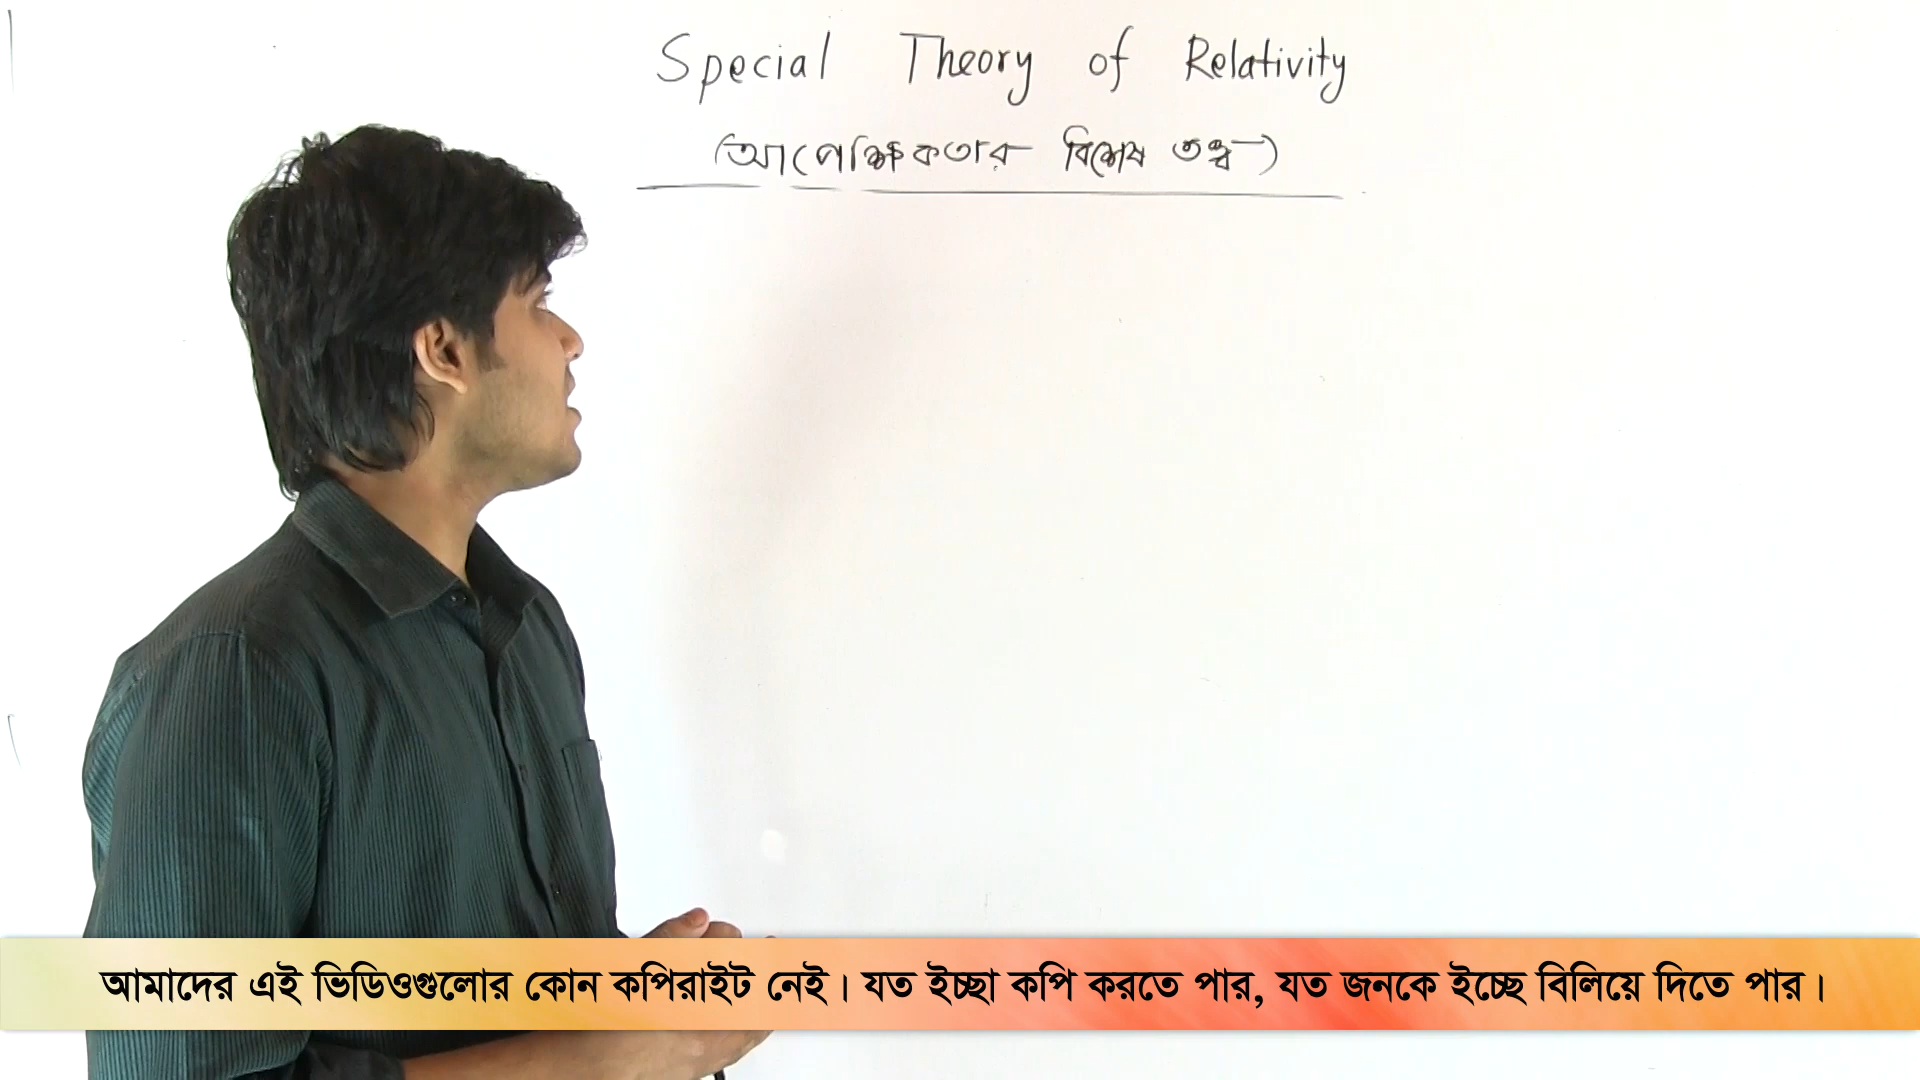 Special Theory of Relativity
(আপেক্ষিকতার বিশেষ তত্ত্ব)
আমাদের এই ভিডিওগুলোর কোন কপিরাইট নেই। যত ইচ্ছা কপি করতে পার, যত জনকে ইচ্ছে বিলিয়ে দিতে পার।